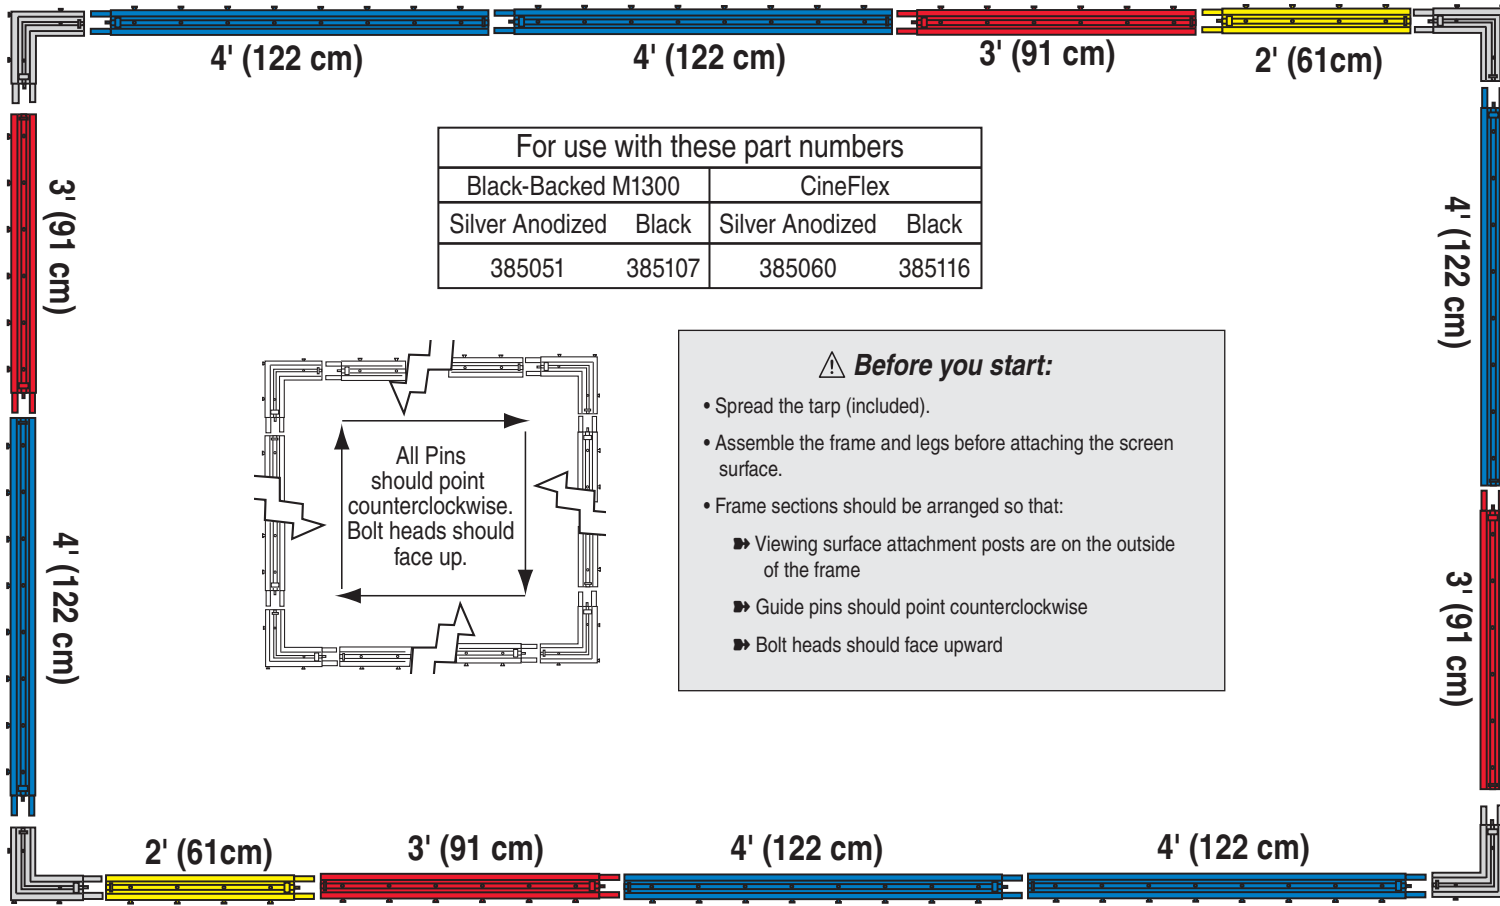 4' (122 cm)
4' (122 cm)
3' (91 cm)
2' (61cm)
3' (91 cm)
4' (122 cm)
4' (122 cm)
3' (91 cm)
For use with these part numbers
Black-Backed M1300 CineFlex
Silver Anodized Black Silver Anodized Black
385051 385107 385060 385116
All Pins
should point
counterclockwise.
Bolt heads should
face up.
⚠ Before you start:
• Spread the tarp (included).
• Assemble the frame and legs before attaching the screen
surface.
• Frame sections should be arranged so that:
➽ Viewing surface attachment posts are on the outside
of the frame
➽ Guide pins should point counterclockwise
➽ Bolt heads should face upward
2' (61cm)
3' (91 cm)
4' (122 cm)
4' (122 cm)